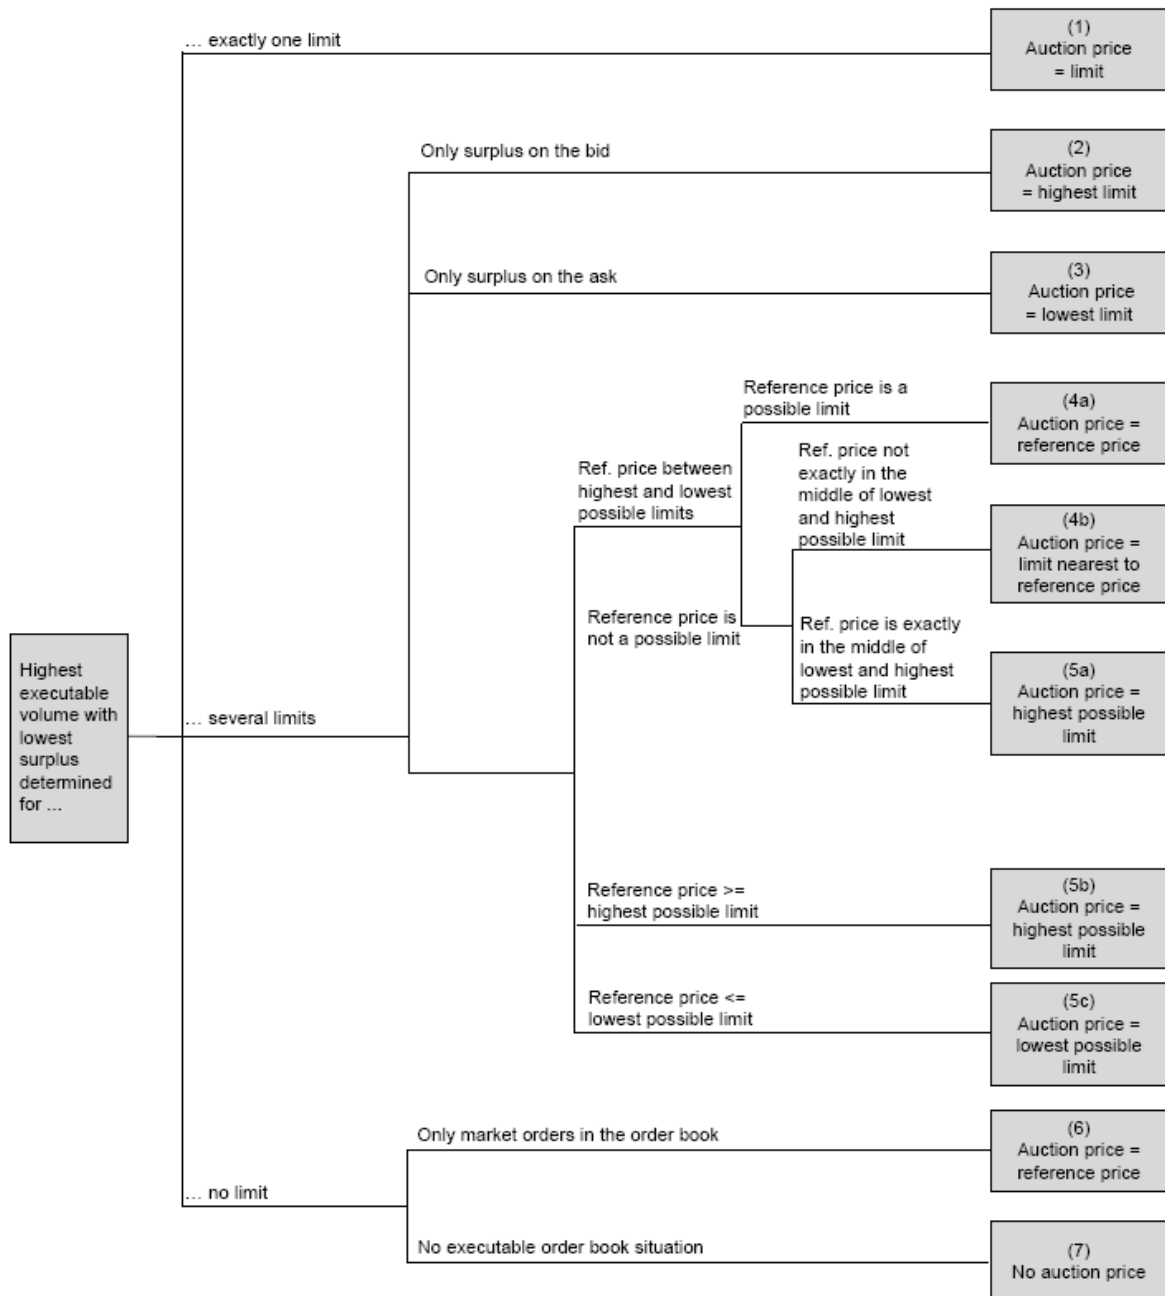 … exactly one limit
(1)
Auction price
= limit
Only surplus on the bid
(2)
Auction price
= highest limit
Only surplus on the ask
(3)
Auction price
= lowest limit
Reference price is a
possible limit
(4a)
Auction price =
reference price
Ref. price between
highest and lowest
possible limits
Ref. price not
exactly in the
middle of lowest
and highest
possible limit
(4b)
Auction price =
limit nearest to
reference price
Reference price is
not a possible limit
Ref. price is exactly
in the middle of
lowest and highest
possible limit
(5a)
Auction price =
highest possible
limit
Highest
executable
volume with
lowest
surplus
determined
for ...
… several limits
Reference price >=
highest possible limit
(5b)
Auction price =
highest possible
limit
Reference price <=
lowest possible limit
(5c)
Auction price =
lowest possible
limit
Only market orders in the order book
(6)
Auction price =
reference price
… no limit
No executable order book situation
(7)
No auction price